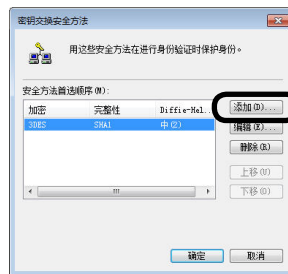 密钥交换安全方法
用这些安全方法在进行身份验证时保护身份。
安全方法首选顺序(M):
加密 完整性 Diffie-Hel...
3DES SHA1 中(2)
添加(D)...
编辑(E)...
删除(R)
上移(U)
下移(O)
确定 取消